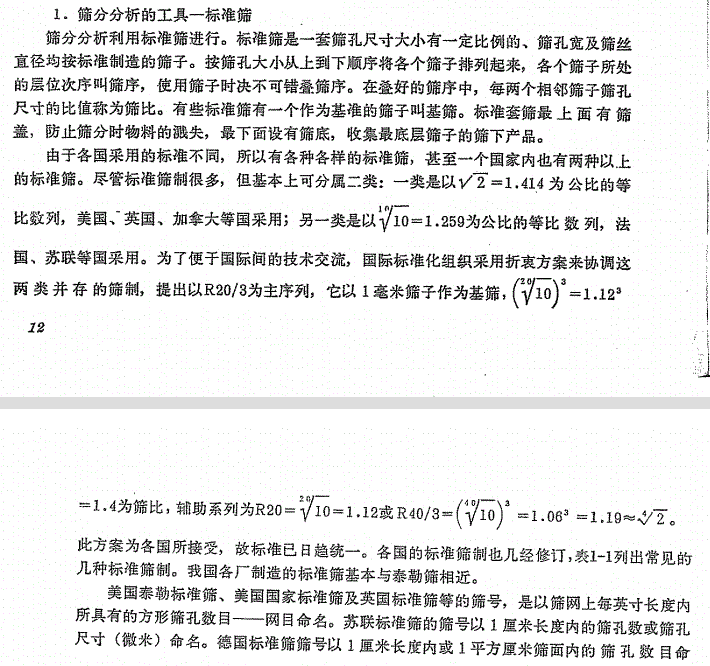 1．筛分分析的工具—标准筛
筛分分析利用标准筛进行。标准筛是一套筛孔尺寸大小有一定比例的、筛孔宽及筛丝
直径均按标准制造的筛子。按筛孔大小从上到下顺序将各个筛子排列起来，各个筛子所处
的层位次序叫筛序，使用筛子时决不可错叠筛序。在叠好的筛序中，每两个相邻筛子筛孔
尺寸的比值称为筛比。有些标准筛有一个作为基准的筛子叫基筛。标准套筛最上面有筛
盖，防止筛分时物料的溅失，最下面设有筛底，收集最底层筛子的筛下产品。
由于各国采用的标准不同，所以有各种各样的标准筛，甚至一个国家内也有两种以上
的标准筛。尽管标准筛制很多，但基本上可分属二类：一类是以√2=1.414为公比的等
比数列，美国、英国、加拿大等国采用；另一类是以¹⁰√10=1.259为公比的等比数列，法
国、苏联等国采用。为了便于国际间的技术交流，国际标准化组织采用折衷方案来协调这
两类并存的筛制，提出以R20/3为主序列，它以1毫米筛子作为基筛，(²⁰√10)³=1.12³
12
=1.4为筛比，辅助系列为R20=²⁰√10=1.12或R40/3=(⁴⁰√10)³=1.06³=1.19≈⁴√2。
此方案为各国所接受，故标准已日趋统一。各国的标准筛制也几经修订，表1-1列出常见的
几种标准筛制。我国各厂制造的标准筛基本与泰勒筛相近。
美国泰勒标准筛、美国国家标准筛及英国标准筛等的筛号，是以筛网上每英寸长度内
所具有的方形筛孔数目——网目命名。苏联标准筛的筛号以1厘米长度内的筛孔数或筛孔
尺寸（微米）命名。德国标准筛筛号以1厘米长度内或1平方厘米筛面内的筛孔数目命